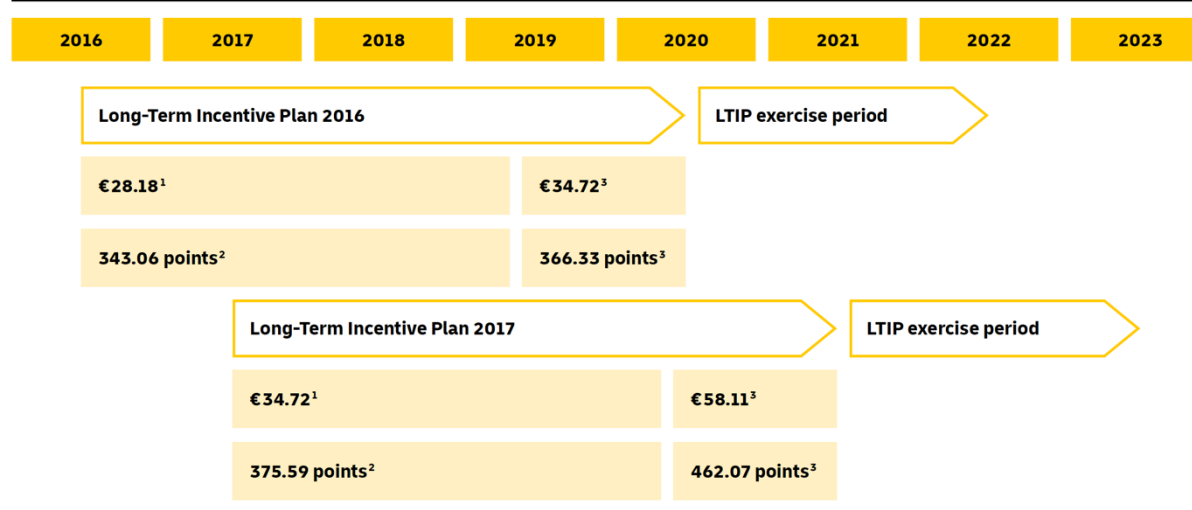 2016 2017 2018 2019 2020 2021 2022 2023
Long-Term Incentive Plan 2016 LTIP exercise period
€28.18¹ €34.72³
343.06 points² 366.33 points³
Long-Term Incentive Plan 2017 LTIP exercise period
€34.72¹ €58.11³
375.59 points² 462.07 points³